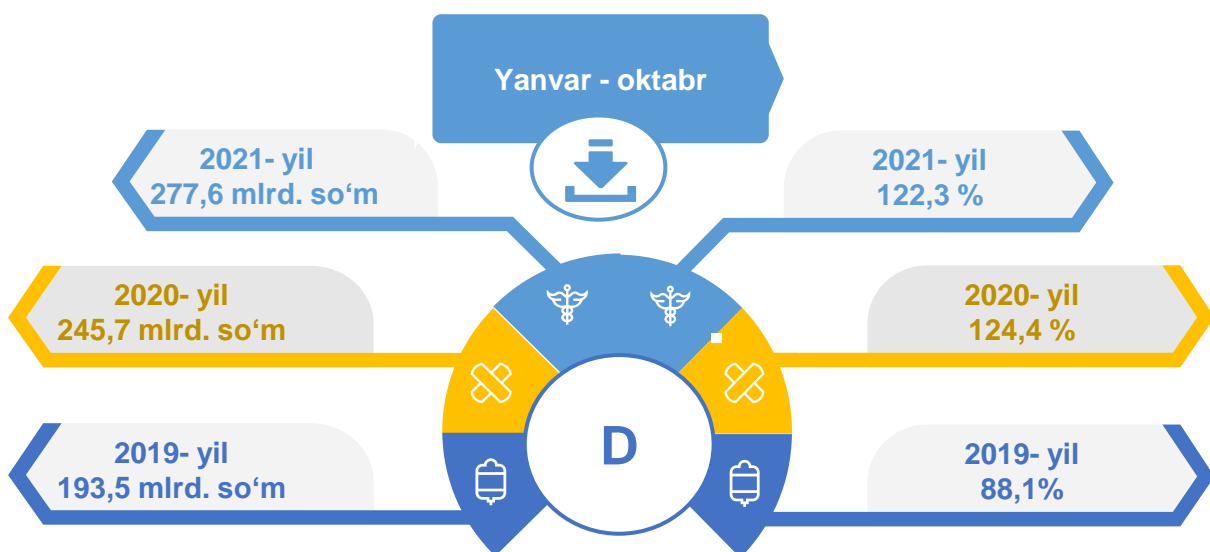 Yanvar - oktabr
2021- yil
277,6 mlrd. so‘m
2021- yil
122,3 %
2020- yil
245,7 mlrd. so‘m
2020- yil
124,4 %
D
2019- yil
193,5 mlrd. so‘m
2019- yil
88,1%